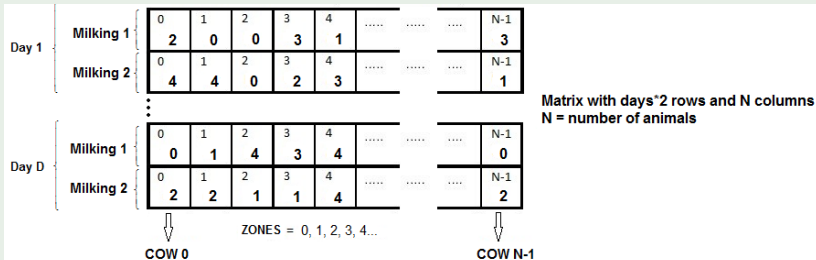 0 1 2 3 4 ..... ..... .... N-1
Day 1 Milking 1 2 0 0 3 1 3
0 1 2 3 4 ..... ..... .... N-1
Milking 2 4 4 0 2 3 1
Matrix with days*2 rows and N columns
N = number of animals
0 1 2 3 4 ..... ..... .... N-1
Day D Milking 1 0 1 4 3 4 0
0 1 2 3 4 ..... ..... .... N-1
Milking 2 2 2 1 1 4 2
ZONES = 0, 1, 2, 3, 4...
COW 0 COW N-1